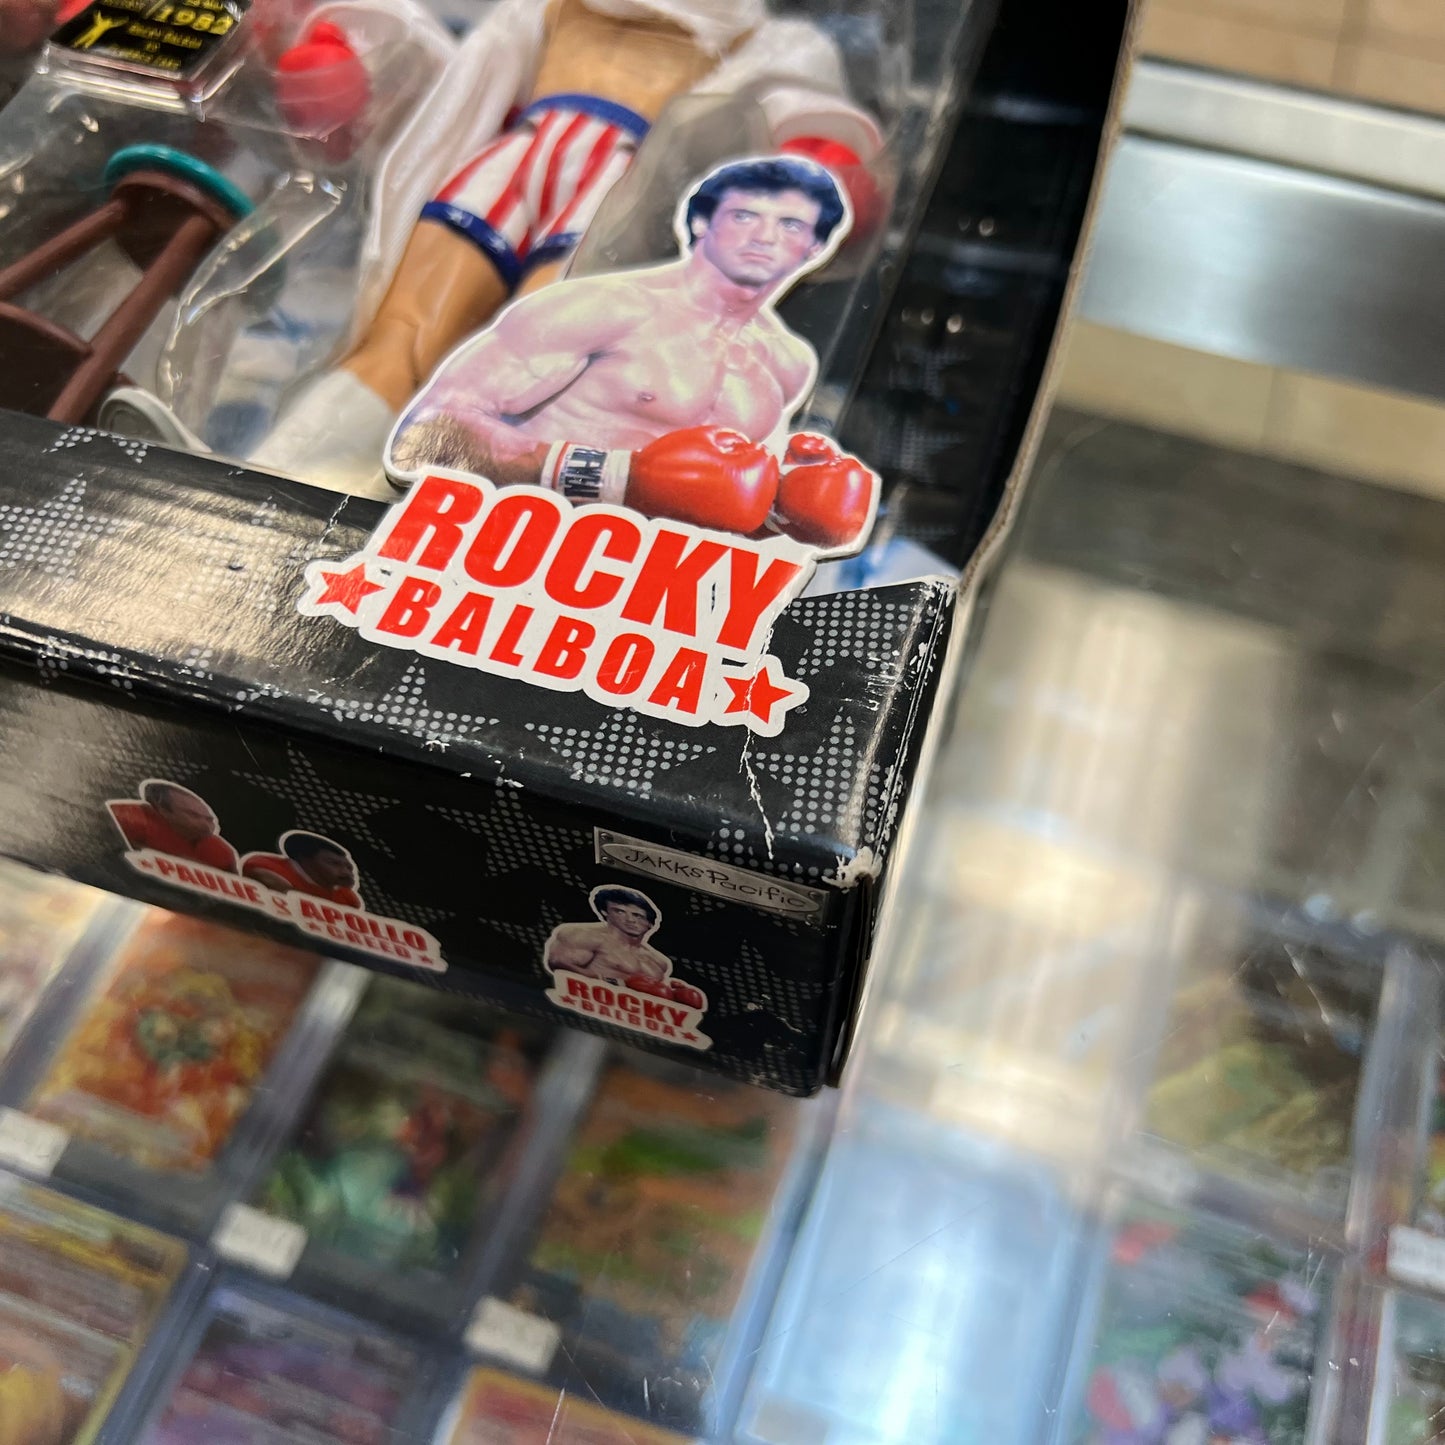 1982
ROCKY
BALBOA
JAKKS Pacific
PAULIE & APOLLO
CREED
ROCKY
BALBOA